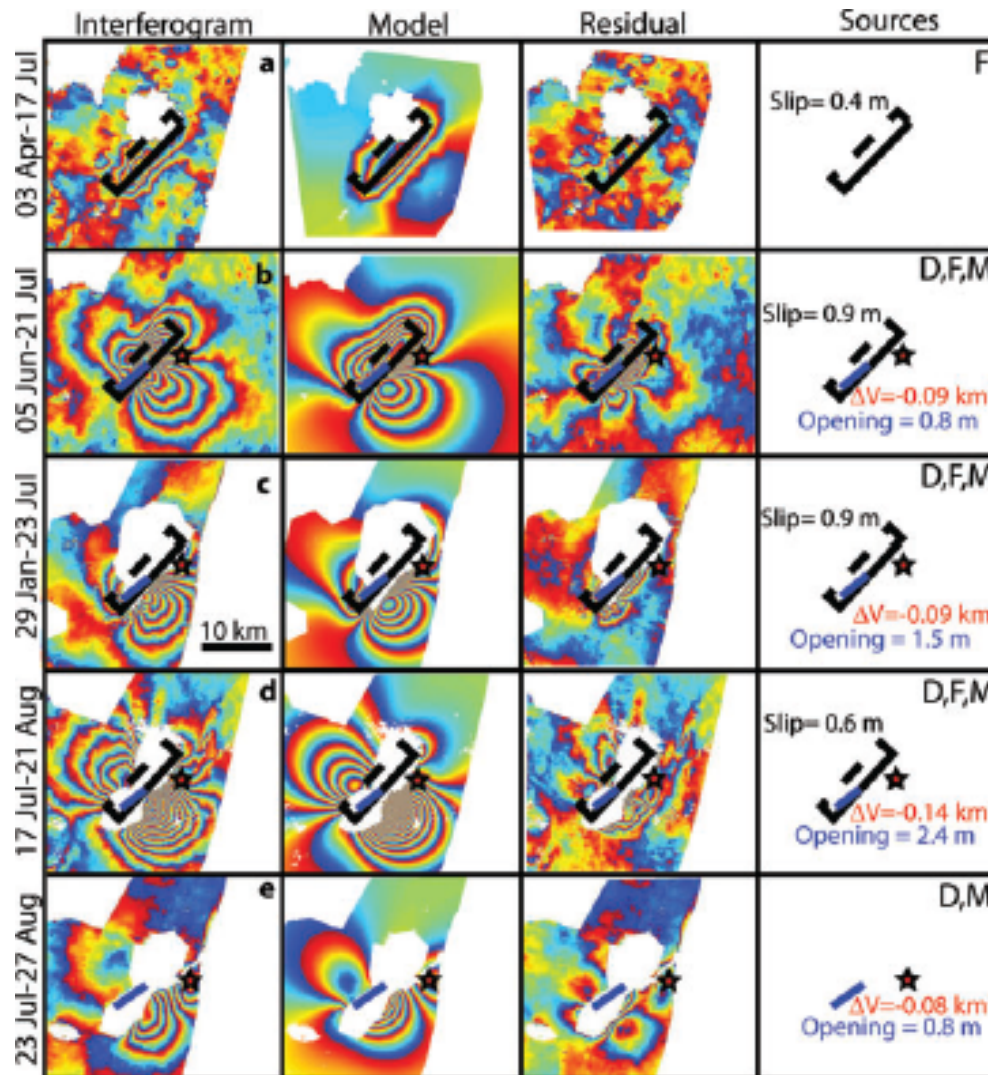 Interferogram Model Residual Sources
03 Apr-17 Jul
a
F
Slip= 0.4 m
05 Jun-21 Jul
b
D,F,M
Slip= 0.9 m
ΔV=-0.09 km
Opening = 0.8 m
29 Jan-23 Jul
c
10 km
D,F,M
Slip= 0.9 m
ΔV=-0.09 km
Opening = 1.5 m
17 Jul-21 Aug
d
D,F,M
Slip= 0.6 m
ΔV=-0.14 km
Opening = 2.4 m
23 Jul-27 Aug
e
D,M
ΔV=-0.08 km
Opening = 0.8 m